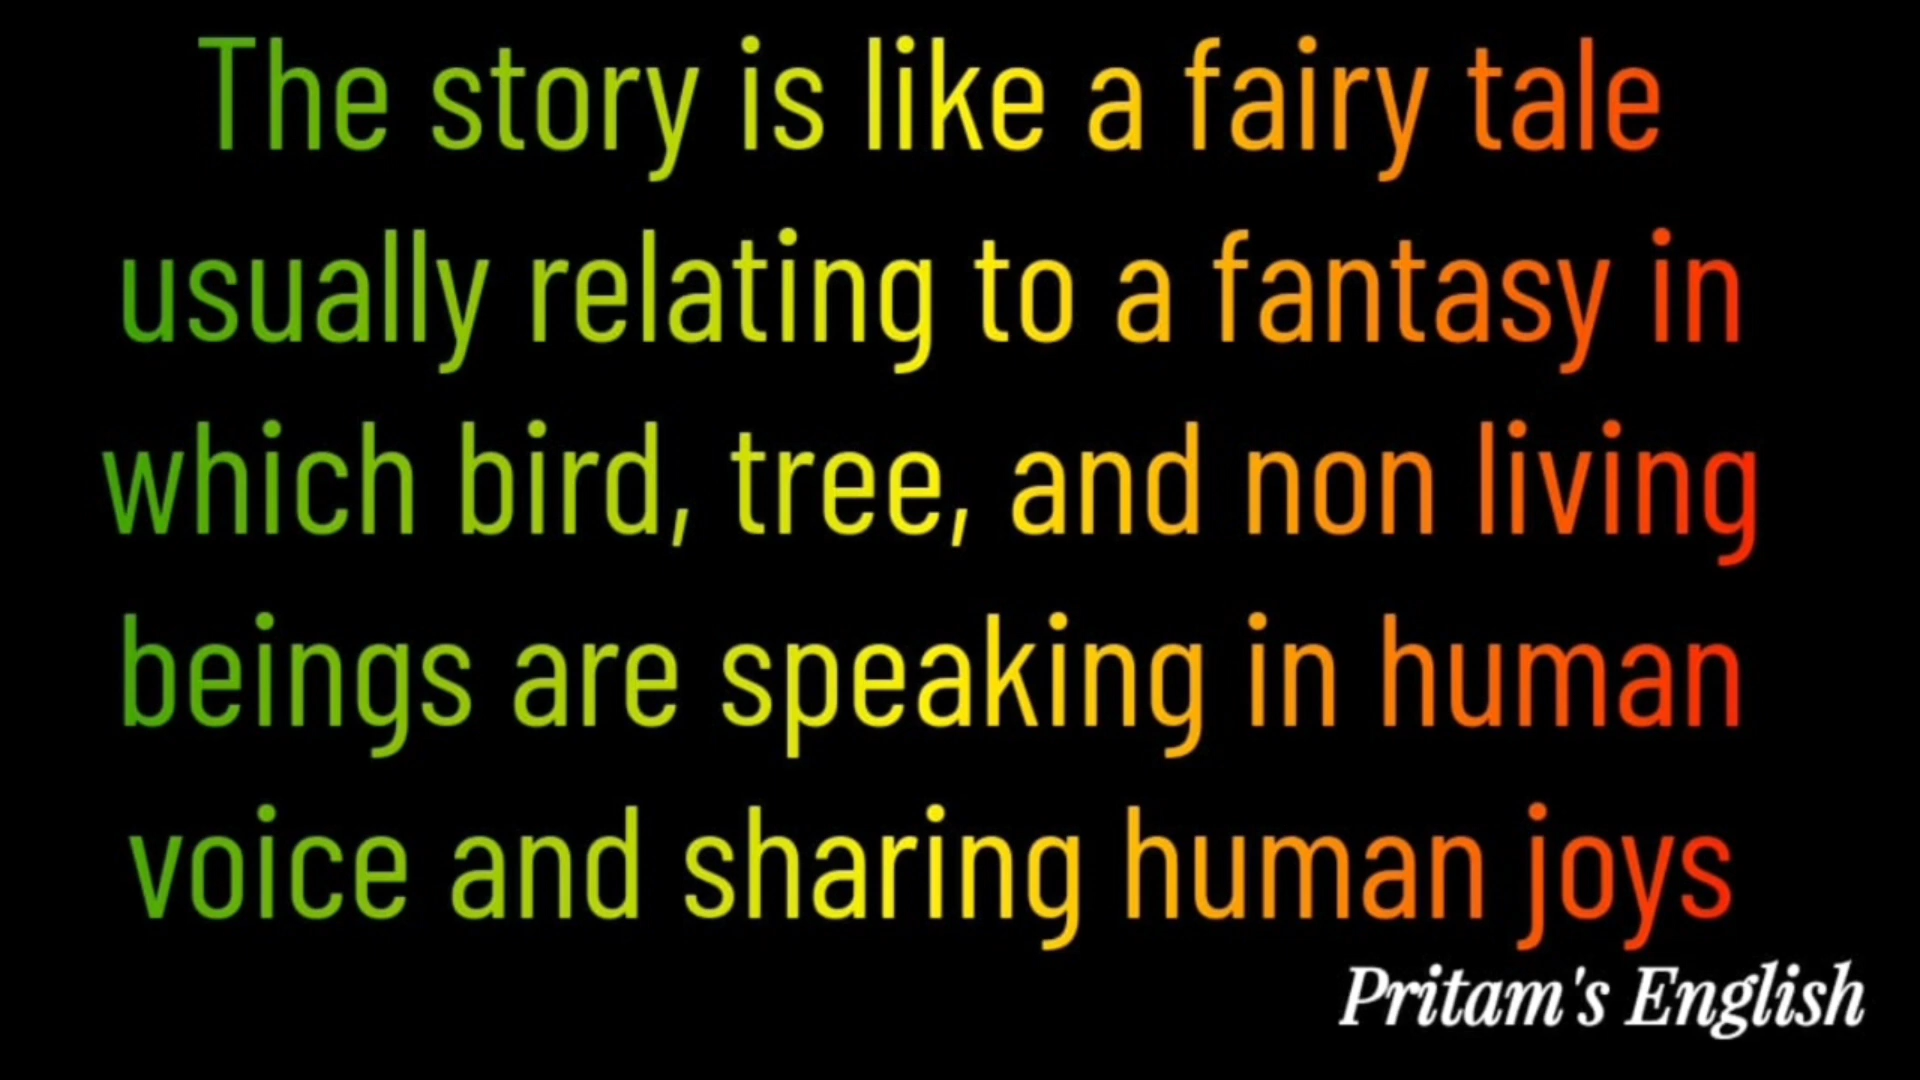 The story is like a fairy tale
usually relating to a fantasy in
which bird, tree, and non living
beings are speaking in human
voice and sharing human joys
Pritam's English